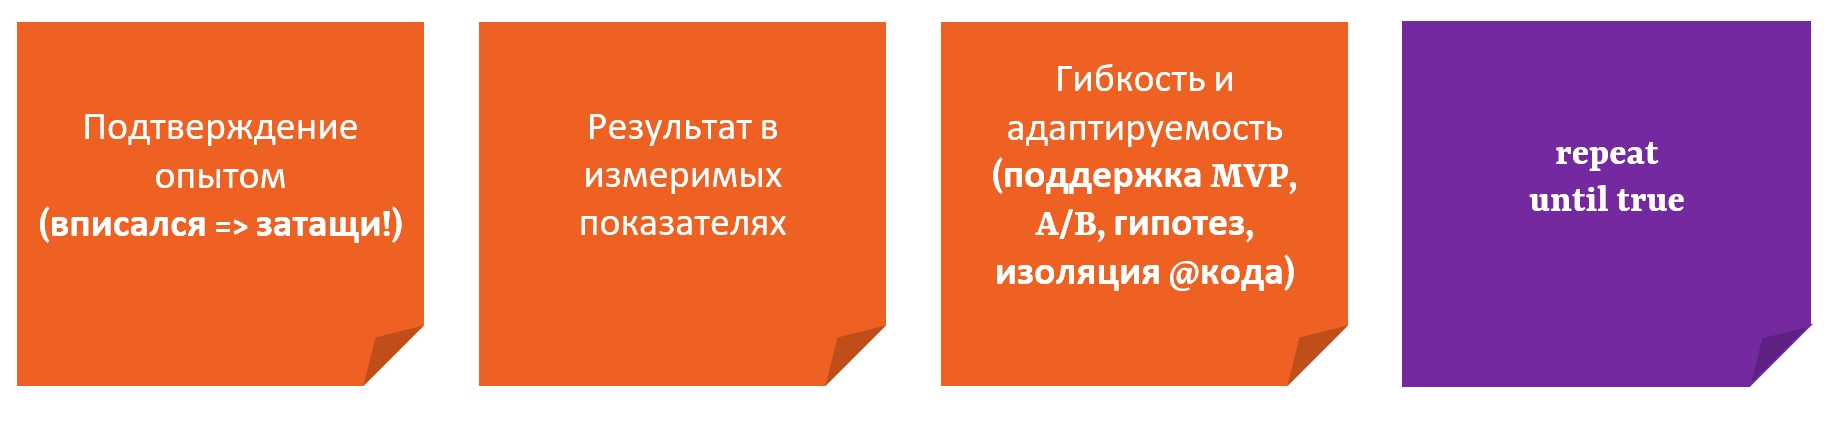 Подтверждение
опытом
(вписался => затащи!)
Результат в
измеримых
показателях
Гибкость и
адаптируемость
(поддержка MVP,
A/B, гипотез,
изоляция @кода)
repeat
until true